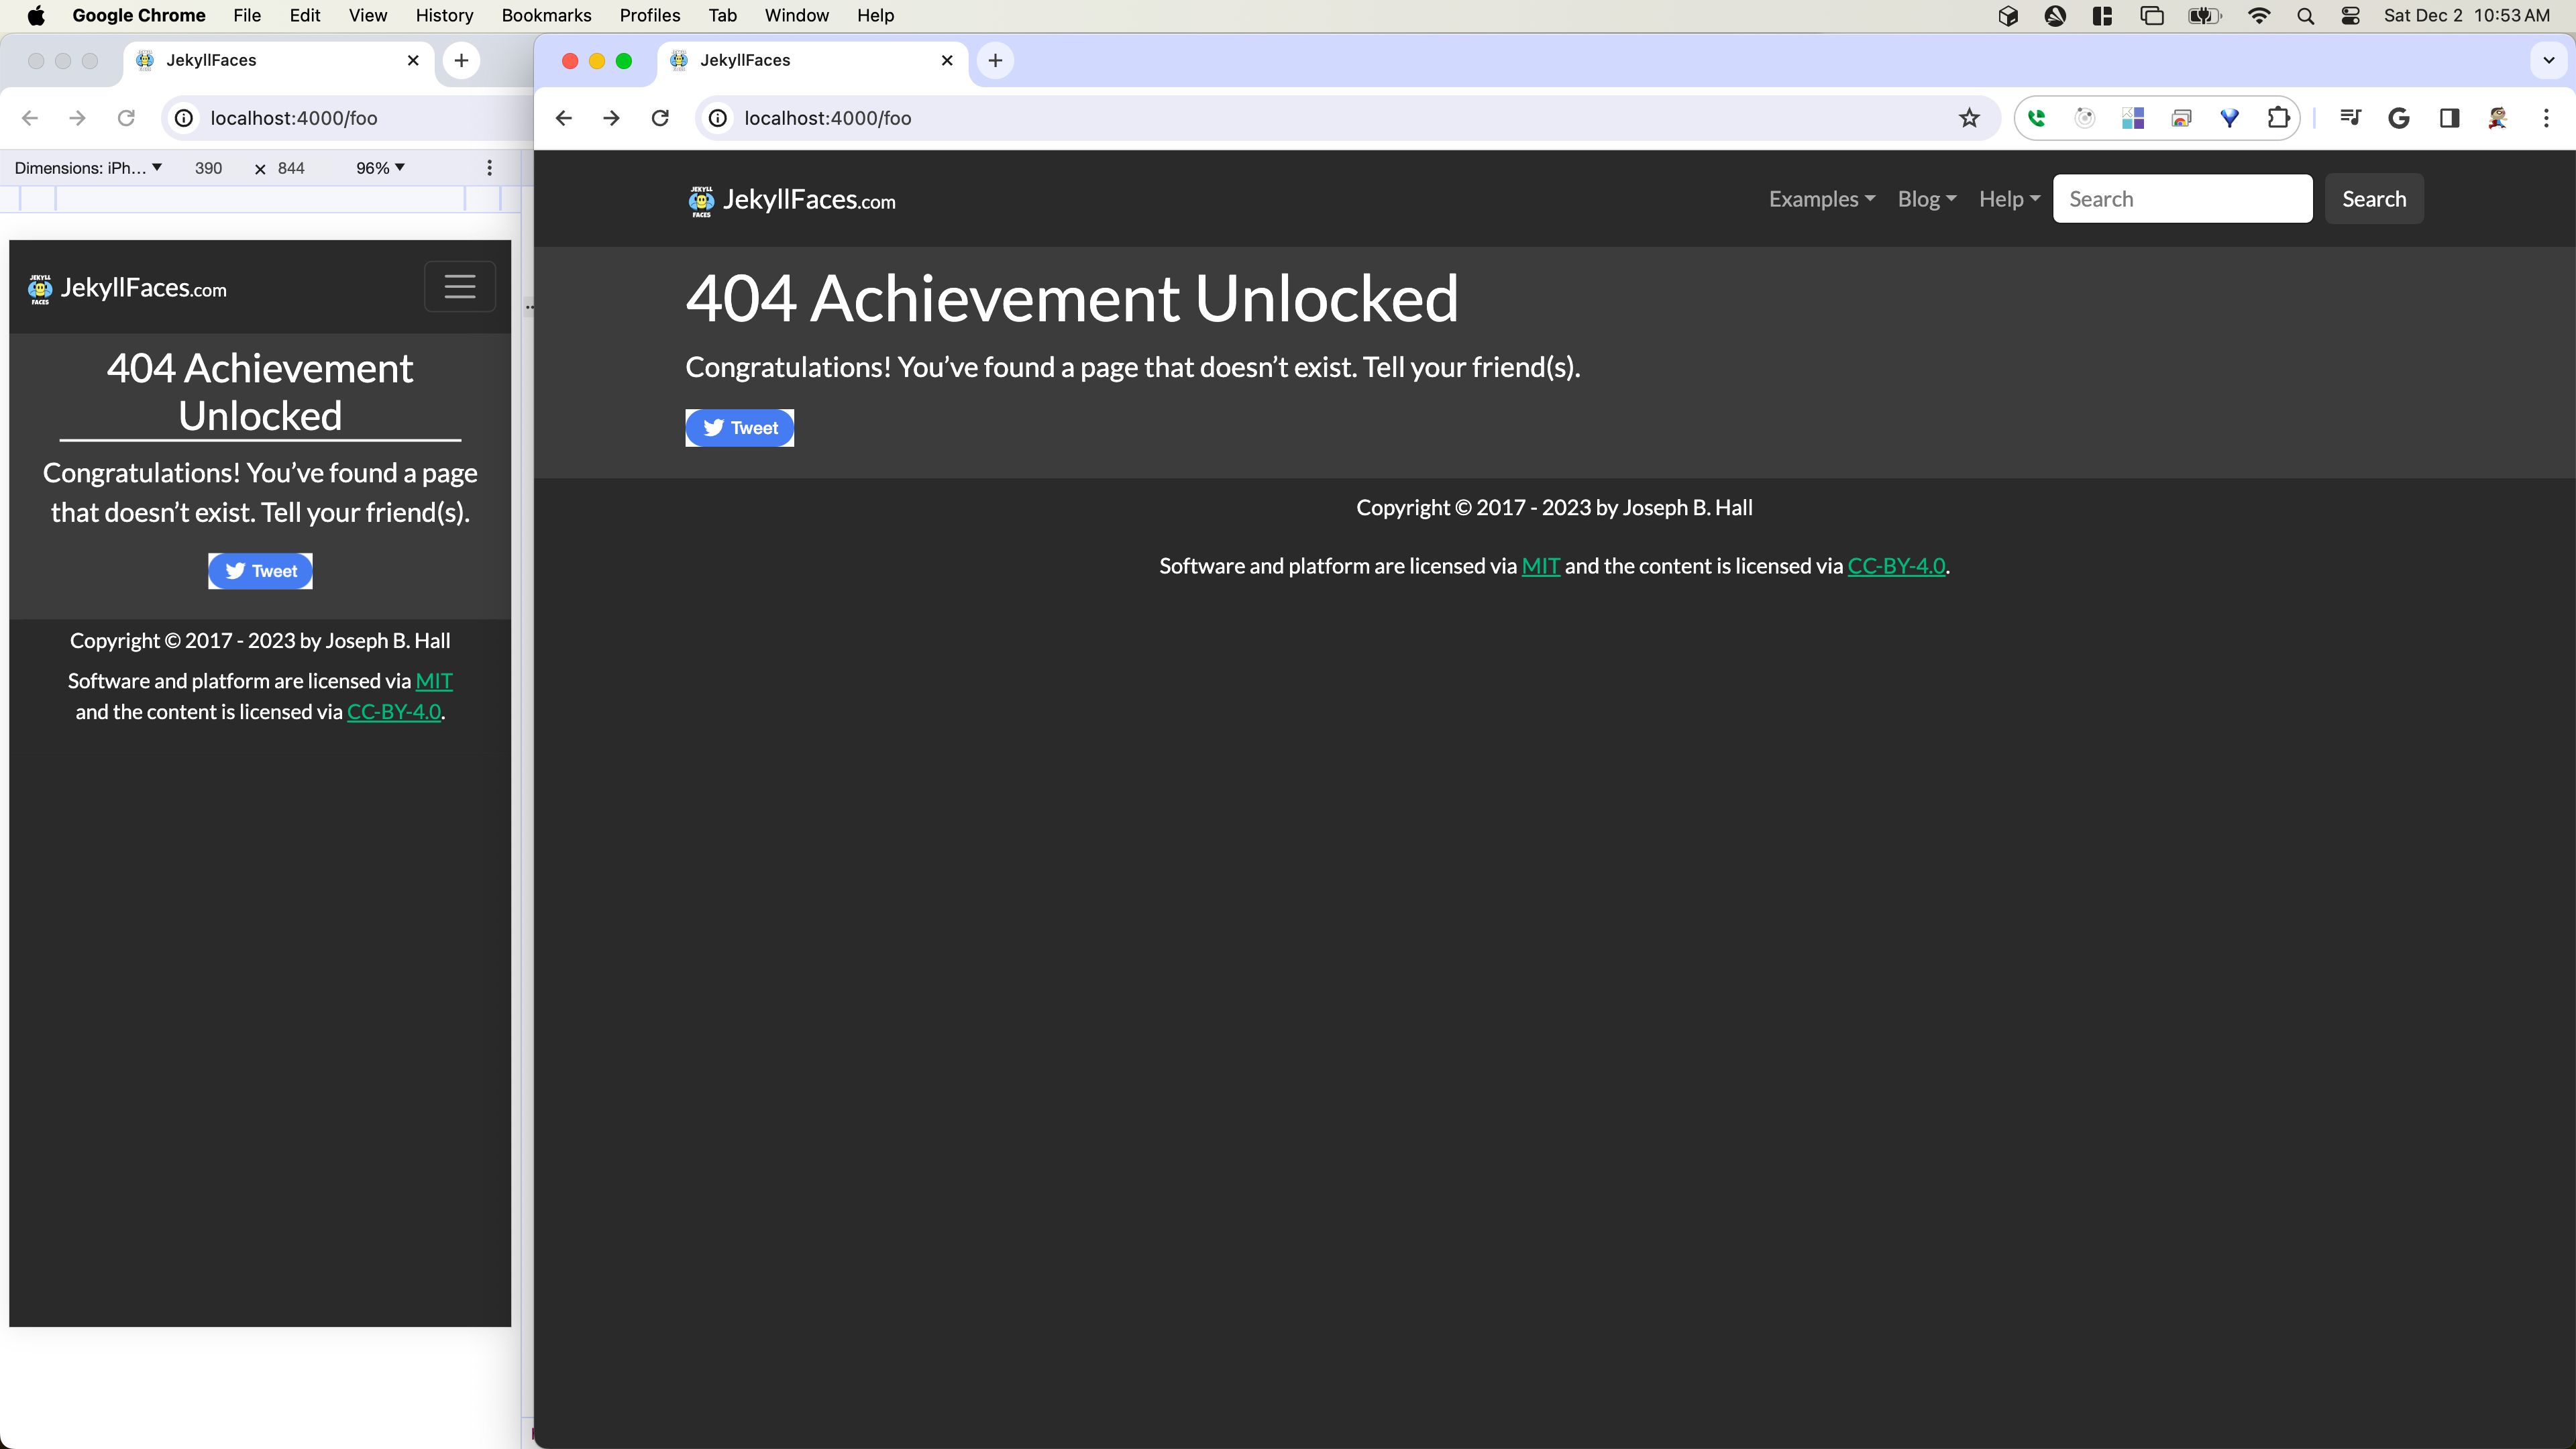 Google Chrome File Edit View History Bookmarks Profiles Tab Window Help Sat Dec 2 10:53 AM
JekyllFaces
localhost:4000/foo
Dimensions: iPh... 390 × 844 96%
JEKYLL FACES JekyllFaces.com
404 Achievement
Unlocked
Congratulations! You’ve found a page
that doesn’t exist. Tell your friend(s).
Tweet
Copyright © 2017 - 2023 by Joseph B. Hall
Software and platform are licensed via MIT
and the content is licensed via CC-BY-4.0.
JekyllFaces
localhost:4000/foo
JEKYLL FACES JekyllFaces.com Examples Blog Help Search Search
404 Achievement Unlocked
Congratulations! You’ve found a page that doesn’t exist. Tell your friend(s).
Tweet
Copyright © 2017 - 2023 by Joseph B. Hall
Software and platform are licensed via MIT and the content is licensed via CC-BY-4.0.